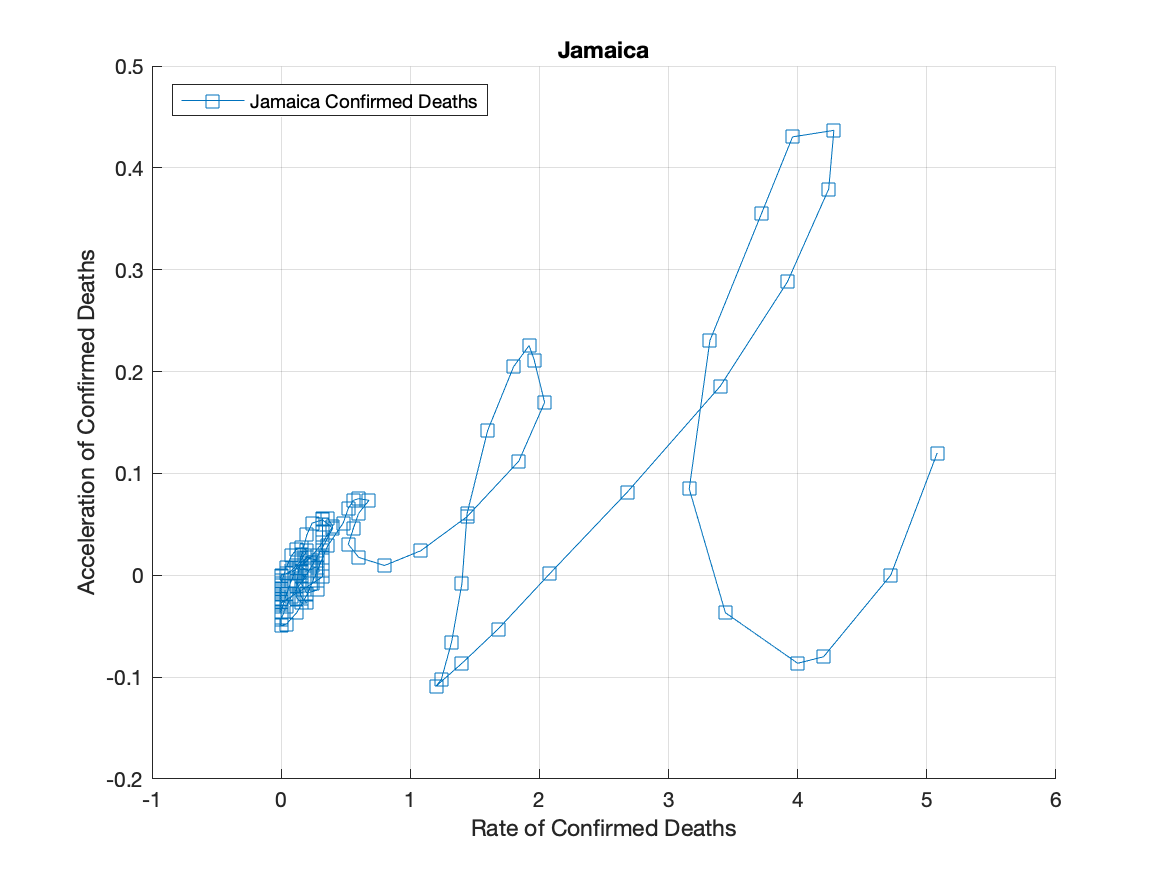 Jamaica
Jamaica Confirmed Deaths
Acceleration of Confirmed Deaths
0.5
0.4
0.3
0.2
0.1
0
-0.1
-0.2
-1 0 1 2 3 4 5 6
Rate of Confirmed Deaths